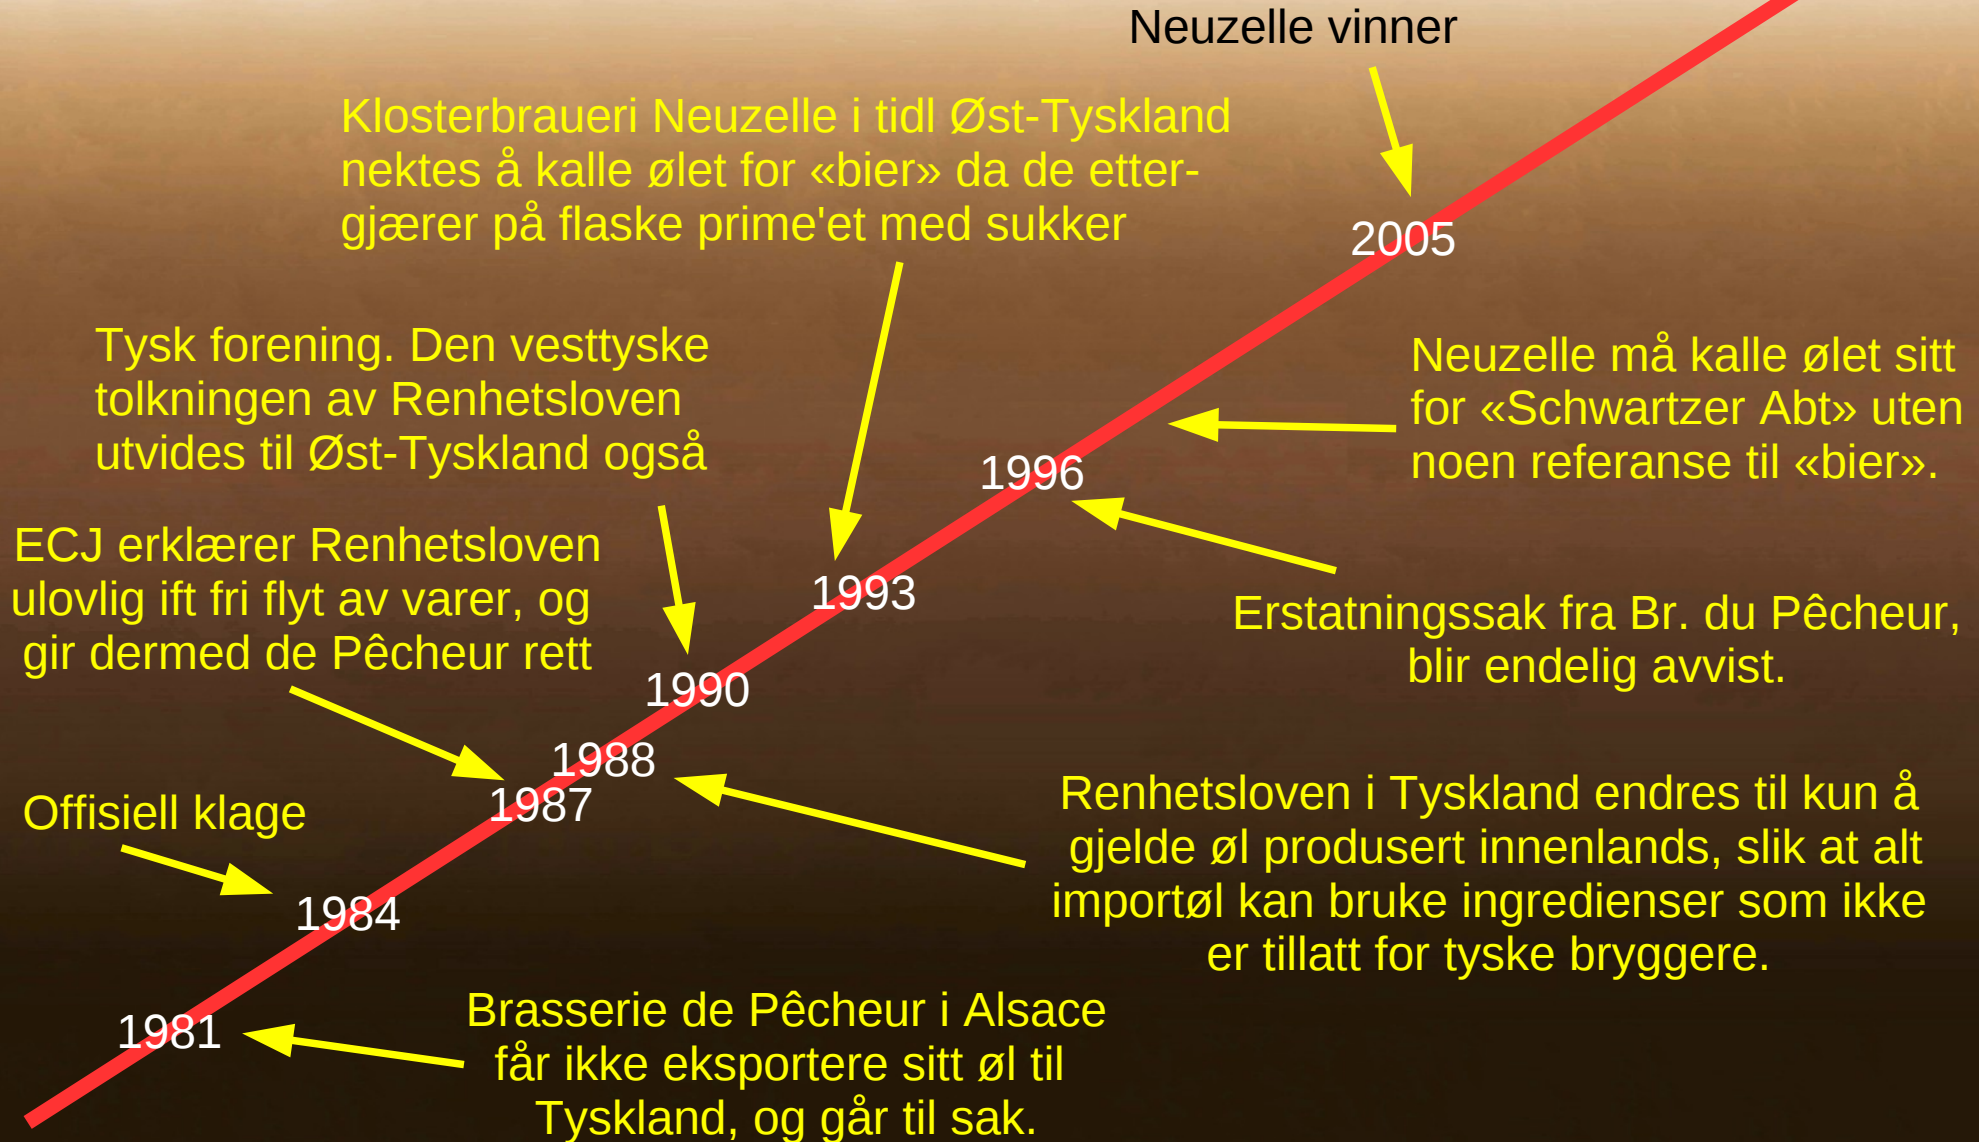 Neuzelle vinner
Klosterbraueri Neuzelle i tidl Øst-Tyskland
nektes å kalle ølet for «bier» da de etter-
gjærer på flaske prime'et med sukker
2005
Tysk forening. Den vesttyske
tolkningen av Renhetsloven
utvides til Øst-Tyskland også
Neuzelle må kalle ølet sitt
for «Schwartzer Abt» uten
noen referanse til «bier».
1996
ECJ erklærer Renhetsloven
ulovlig ift fri flyt av varer, og
gir dermed de Pêcheur rett
1993
Erstatningssak fra Br. du Pêcheur,
blir endelig avvist.
1990
1988
1987
Renhetsloven i Tyskland endres til kun å
gjelde øl produsert innenlands, slik at alt
importøl kan bruke ingredienser som ikke
er tillatt for tyske bryggere.
Offisiell klage
1984
1981
Brasserie de Pêcheur i Alsace
får ikke eksportere sitt øl til
Tyskland, og går til sak.